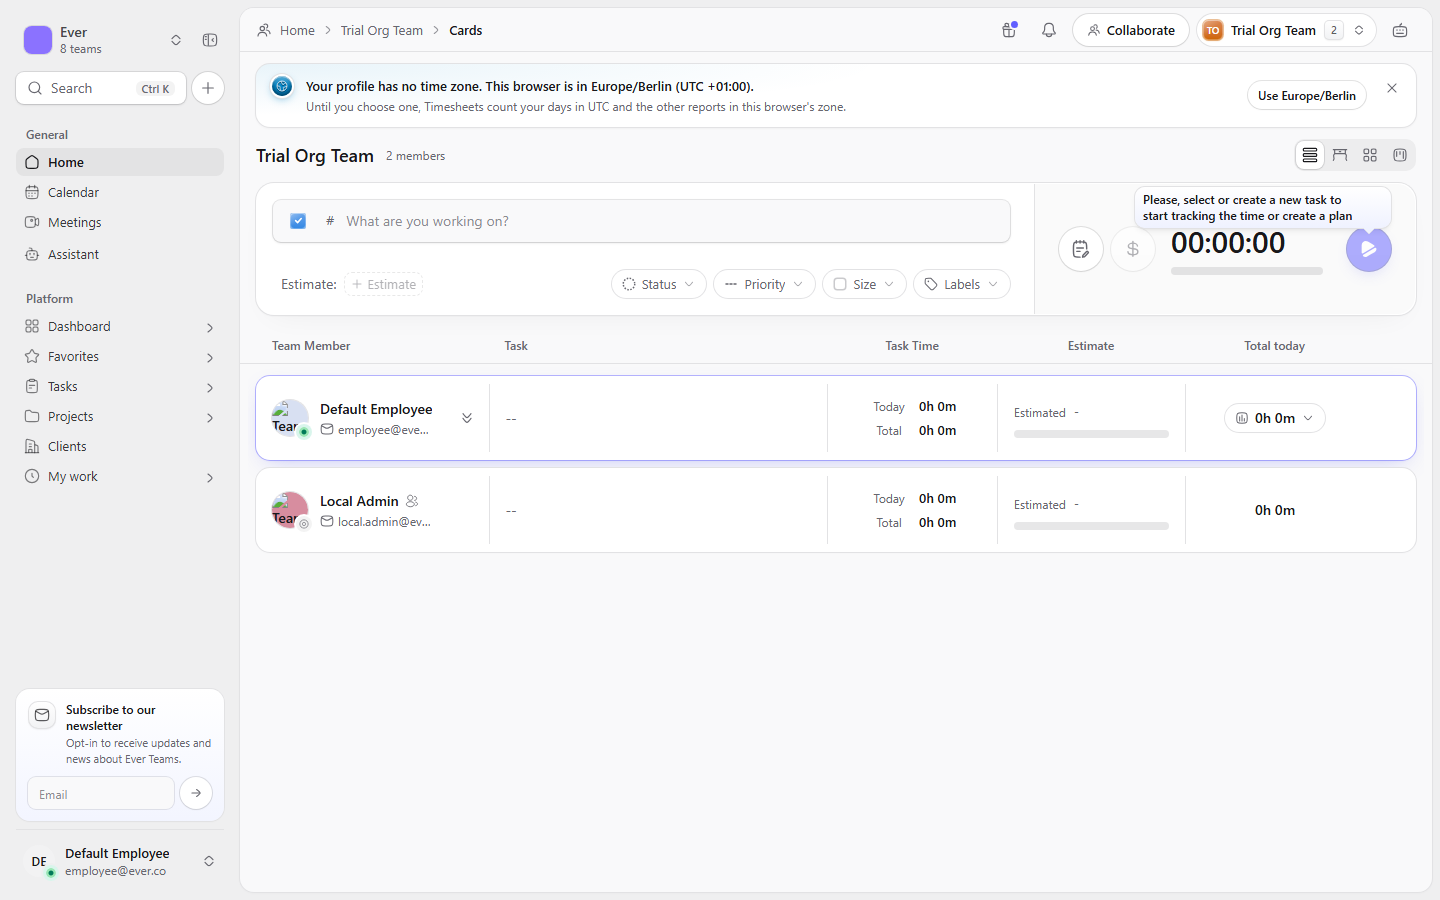 Ever
8 teams
Search
Ctrl K
General
Home
Calendar
Meetings
Assistant
Platform
Dashboard
Favorites
Tasks
Projects
Clients
My work
Subscribe to our
newsletter
Opt-in to receive updates and
news about Ever Teams.
Email
DE
Default Employee
employee@ever.co
Home
Trial Org Team
Cards
Collaborate
TO
Trial Org Team
2
Your profile has no time zone. This browser is in Europe/Berlin (UTC +01:00).
Until you choose one, Timesheets count your days in UTC and the other reports in this browser's zone.
Use Europe/Berlin
Trial Org Team
2 members
# What are you working on?
Estimate:
+ Estimate
Status
Priority
Size
Labels
Please, select or create a new task to
start tracking the time or create a plan
$
00:00:00
Team Member
Task
Task Time
Estimate
Total today
Default Employee
employee@eve...
--
Today 0h 0m
Total 0h 0m
Estimated -
0h 0m
Local Admin
local.admin@ev...
--
Today 0h 0m
Total 0h 0m
Estimated -
0h 0m